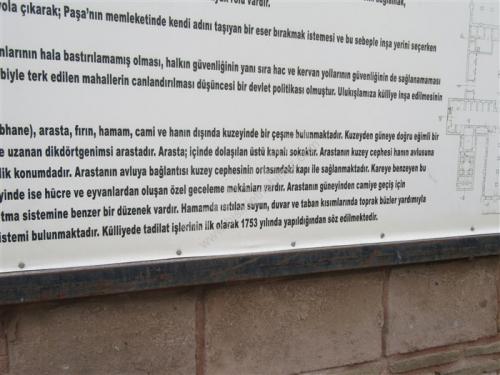 rolü vardır.
yola çıkarak; Paşa'nın memleketinde kendi adını taşıyan bir eser bırakmak istemesi ve bu sebeple inşa yerini seçerken
nlarının hala bastırılamamış olması, halkın güvenliğinin yanı sıra hac ve kervan yollarının güvenliğinin de sağlanamaması
biyle terk edilen mahallerin canlandırılması düşüncesi bir devlet politikası olmuştur. Ulukışlamıza külliye inşa edilmesinin
bhane), arasta, fırın, hamam, cami ve hanın dışında kuzeyinde bir çeşme bulunmaktadır. Kuzeyden güneye doğru eğimli bir
e uzanan dikdörtgenimsi arastadır. Arasta; içinde dolaşılan üstü kapalı sokaktır. Arastanın kuzey cephesi hanın avlusuna
lik konumdadır. Arastanın avluya bağlantısı kuzey cephesinin ortasındaki kapı ile sağlanmaktadır. Kareye benzeyen bu
yinde ise hücre ve eyvanlardan oluşan özel geceleme mekânları vardır. Arastanın güneyinden camiye geçiş için
tma sistemine benzer bir düzenek vardır. Hamamda ısıtılan suyun, duvar ve taban kısımlarında toprak büzler yardımıyla
istemi bulunmaktadır. Külliyede tadilat işlerinin ilk olarak 1753 yılında yapıldığından söz edilmektedir.